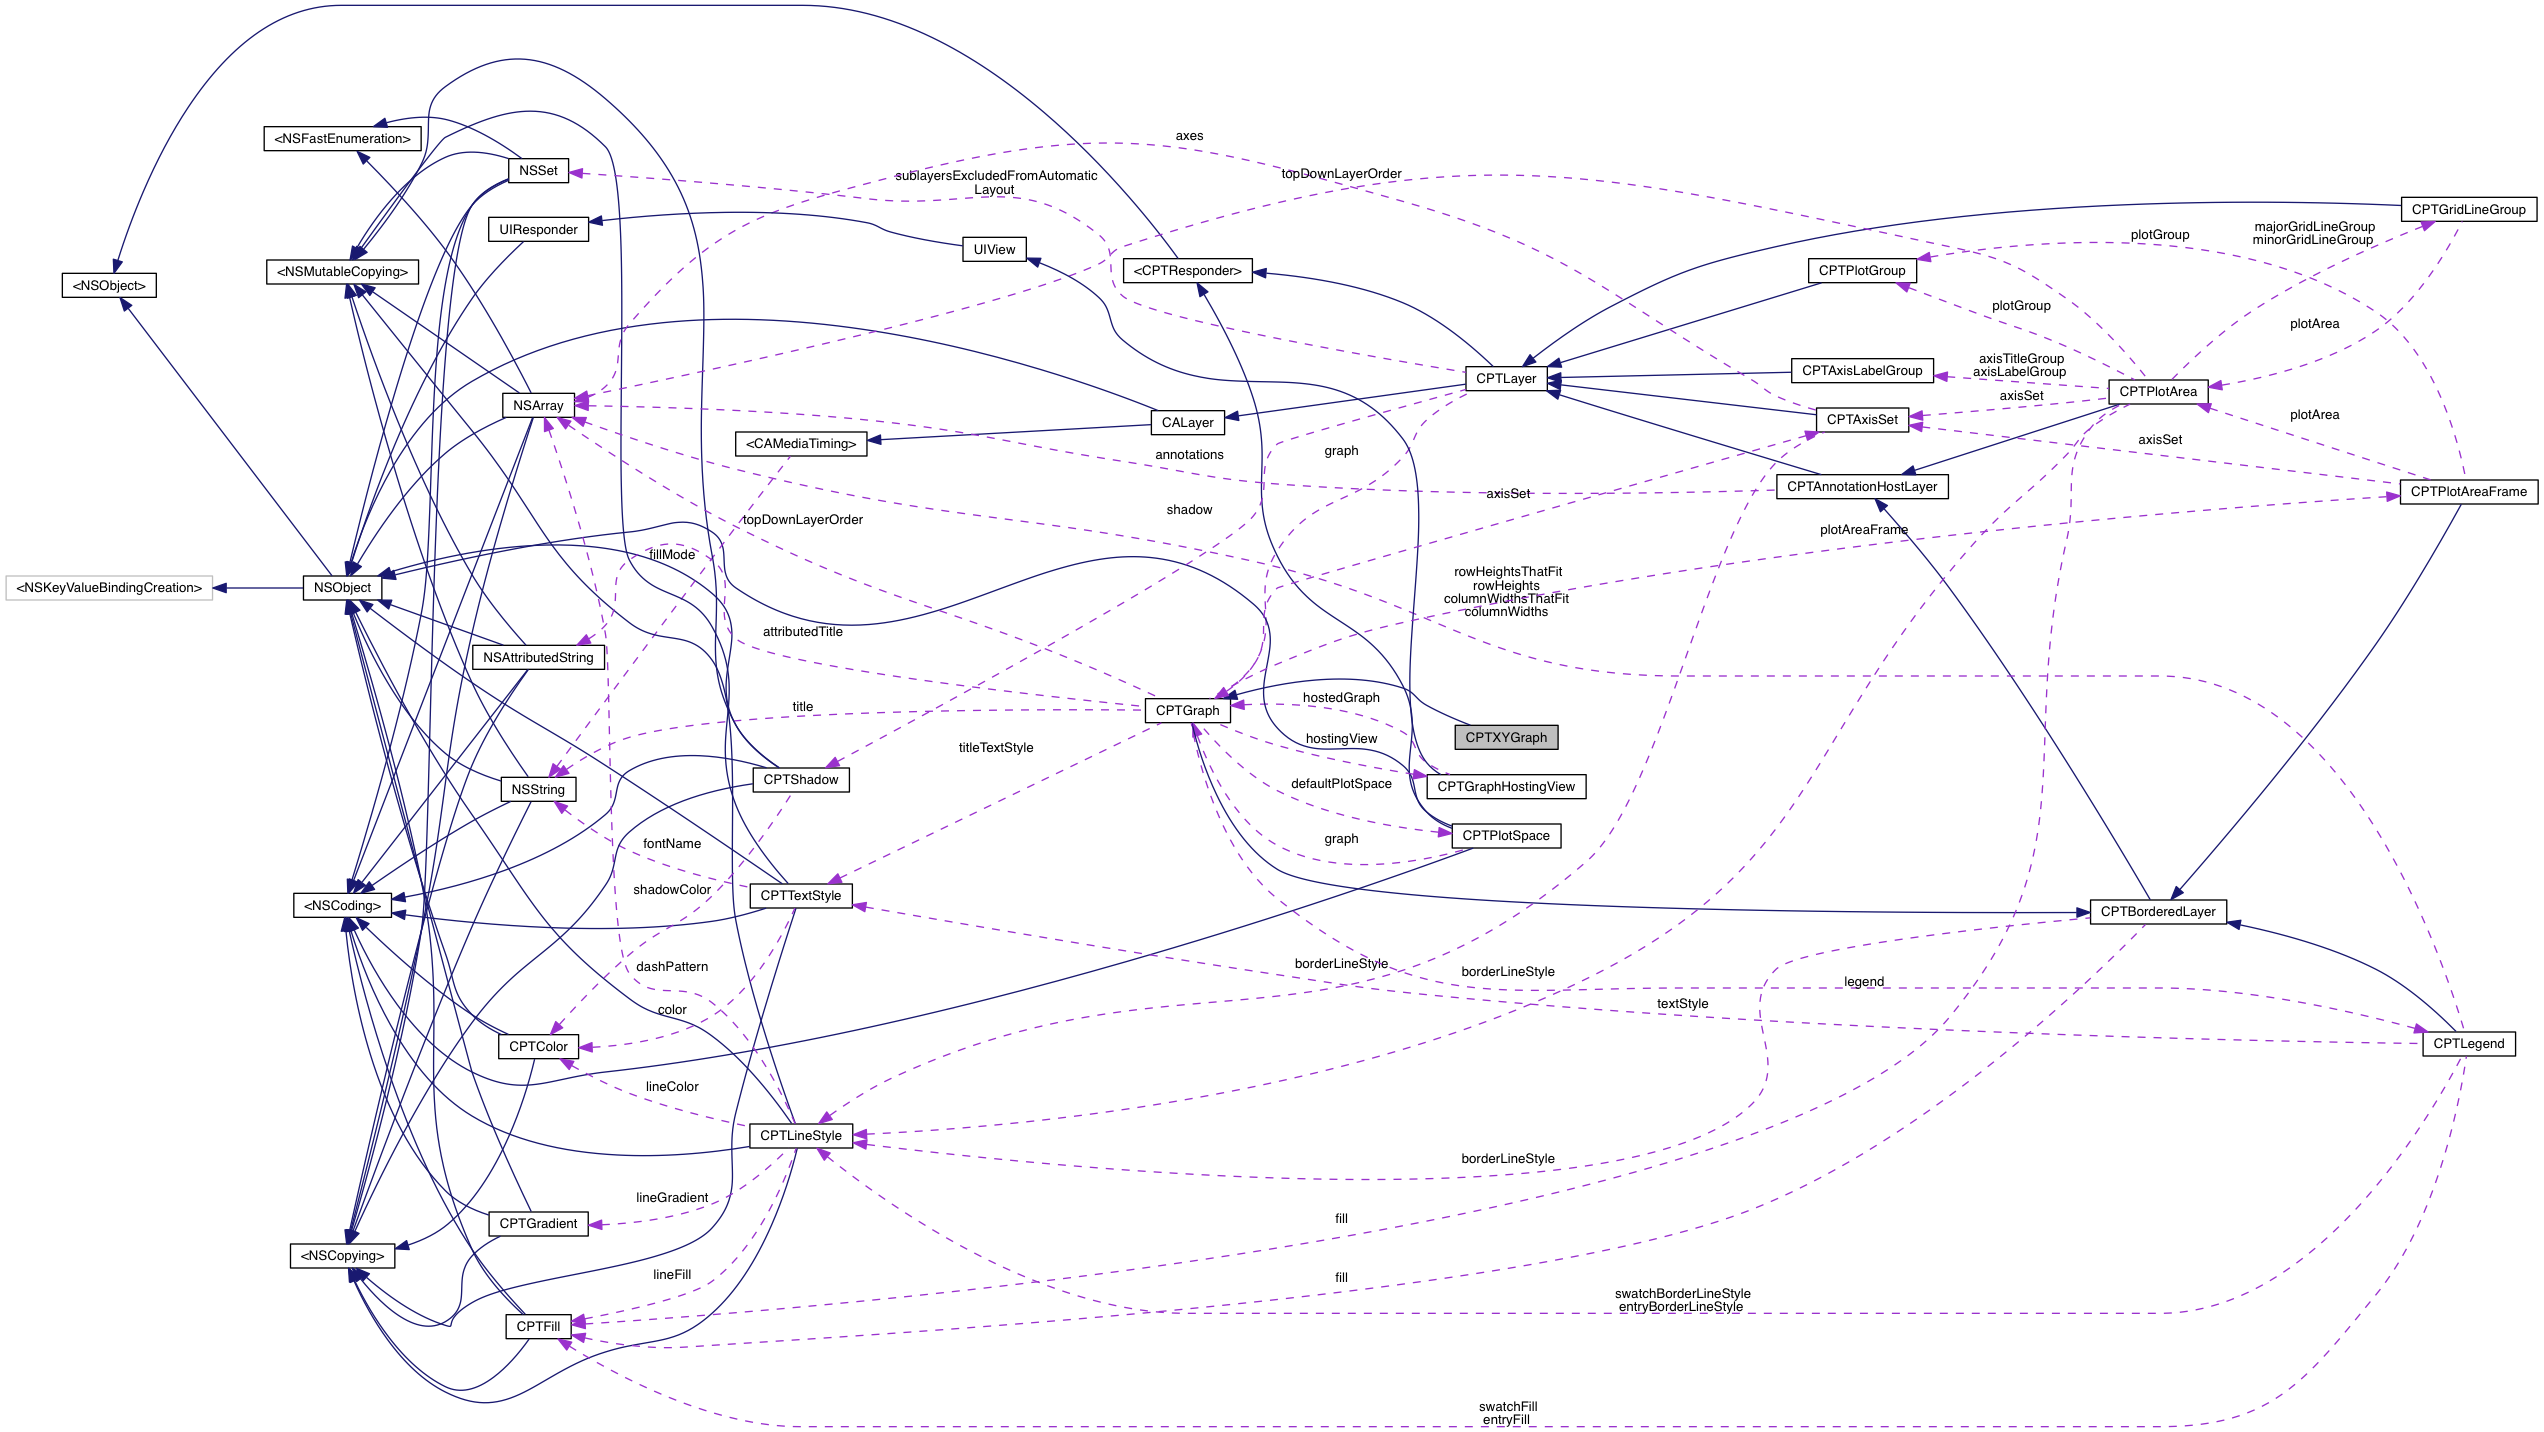 axes
<NSFastEnumeration>
NSSet
sublayersExcludedFromAutomatic
Layout
topDownLayerOrder
CPTGridLineGroup
UIResponder
UIView
plotGroup
majorGridLineGroup
minorGridLineGroup
<NSMutableCopying>
<NSObject>
<CPTResponder>
CPTPlotGroup
plotGroup
plotArea
CPTLayer
CPTAxisLabelGroup
axisTitleGroup
axisLabelGroup
CPTPlotArea
axisSet
NSArray
CALayer
CPTAxisSet
plotArea
<CAMediaTiming>
annotations
graph
axisSet
CPTAnnotationHostLayer
CPTPlotAreaFrame
axisSet
shadow
topDownLayerOrder
plotAreaFrame
fillMode
rowHeightsThatFit
rowHeights
columnWidthsThatFit
columnWidths
<NSKeyValueBindingCreation>
NSObject
attributedTitle
NSAttributedString
hostedGraph
title
CPTGraph
CPTXYGraph
titleTextStyle
hostingView
CPTShadow
NSString
defaultPlotSpace
CPTGraphHostingView
fontName
graph
CPTPlotSpace
shadowColor
CPTTextStyle
<NSCoding>
CPTBorderedLayer
dashPattern
borderLineStyle
borderLineStyle
legend
color
textStyle
CPTColor
CPTLegend
lineColor
CPTLineStyle
borderLineStyle
lineGradient
CPTGradient
fill
<NSCopying>
lineFill
fill
swatchBorderLineStyle
entryBorderLineStyle
CPTFill
swatchFill
entryFill